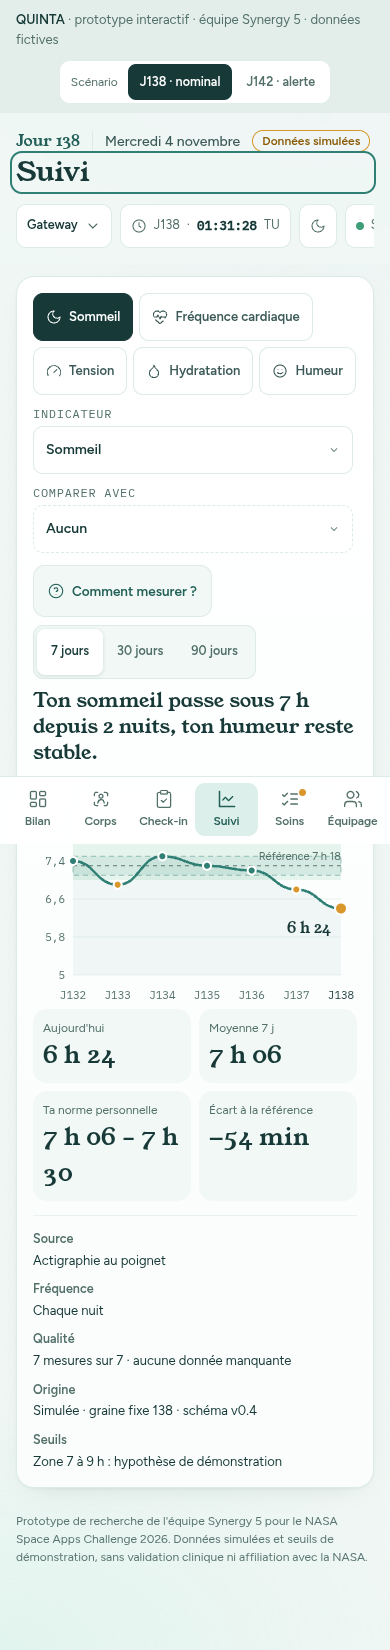 QUINTA · prototype interactif · équipe Synergy 5 · données
fictives
Scénario J138 · nominal J142 · alerte
Jour 138 Mercredi 4 novembre Données simulées
Suivi
Gateway J138 · 01:31:28 TU
Sommeil Fréquence cardiaque
Tension Hydratation Humeur
INDICATEUR
Sommeil
COMPARER AVEC
Aucun
Comment mesurer ?
7 jours 30 jours 90 jours
Ton sommeil passe sous 7 h
depuis 2 nuits, ton humeur reste
stable.
Bilan Corps Check-in Suivi Soins Équipage
Référence 7 h 18
7,4
6,6
6 h 24
5,8
5
J132 J133 J134 J135 J136 J137 J138
Aujourd'hui Moyenne 7 j
6 h 24 7 h 06
Ta norme personnelle Écart à la référence
7 h 06 – 7 h −54 min
30
Source
Actigraphie au poignet
Fréquence
Chaque nuit
Qualité
7 mesures sur 7 · aucune donnée manquante
Origine
Simulée · graine fixe 138 · schéma v0.4
Seuils
Zone 7 à 9 h : hypothèse de démonstration
Prototype de recherche de l'équipe Synergy 5 pour le NASA
Space Apps Challenge 2026. Données simulées et seuils de
démonstration, sans validation clinique ni affiliation avec la NASA.